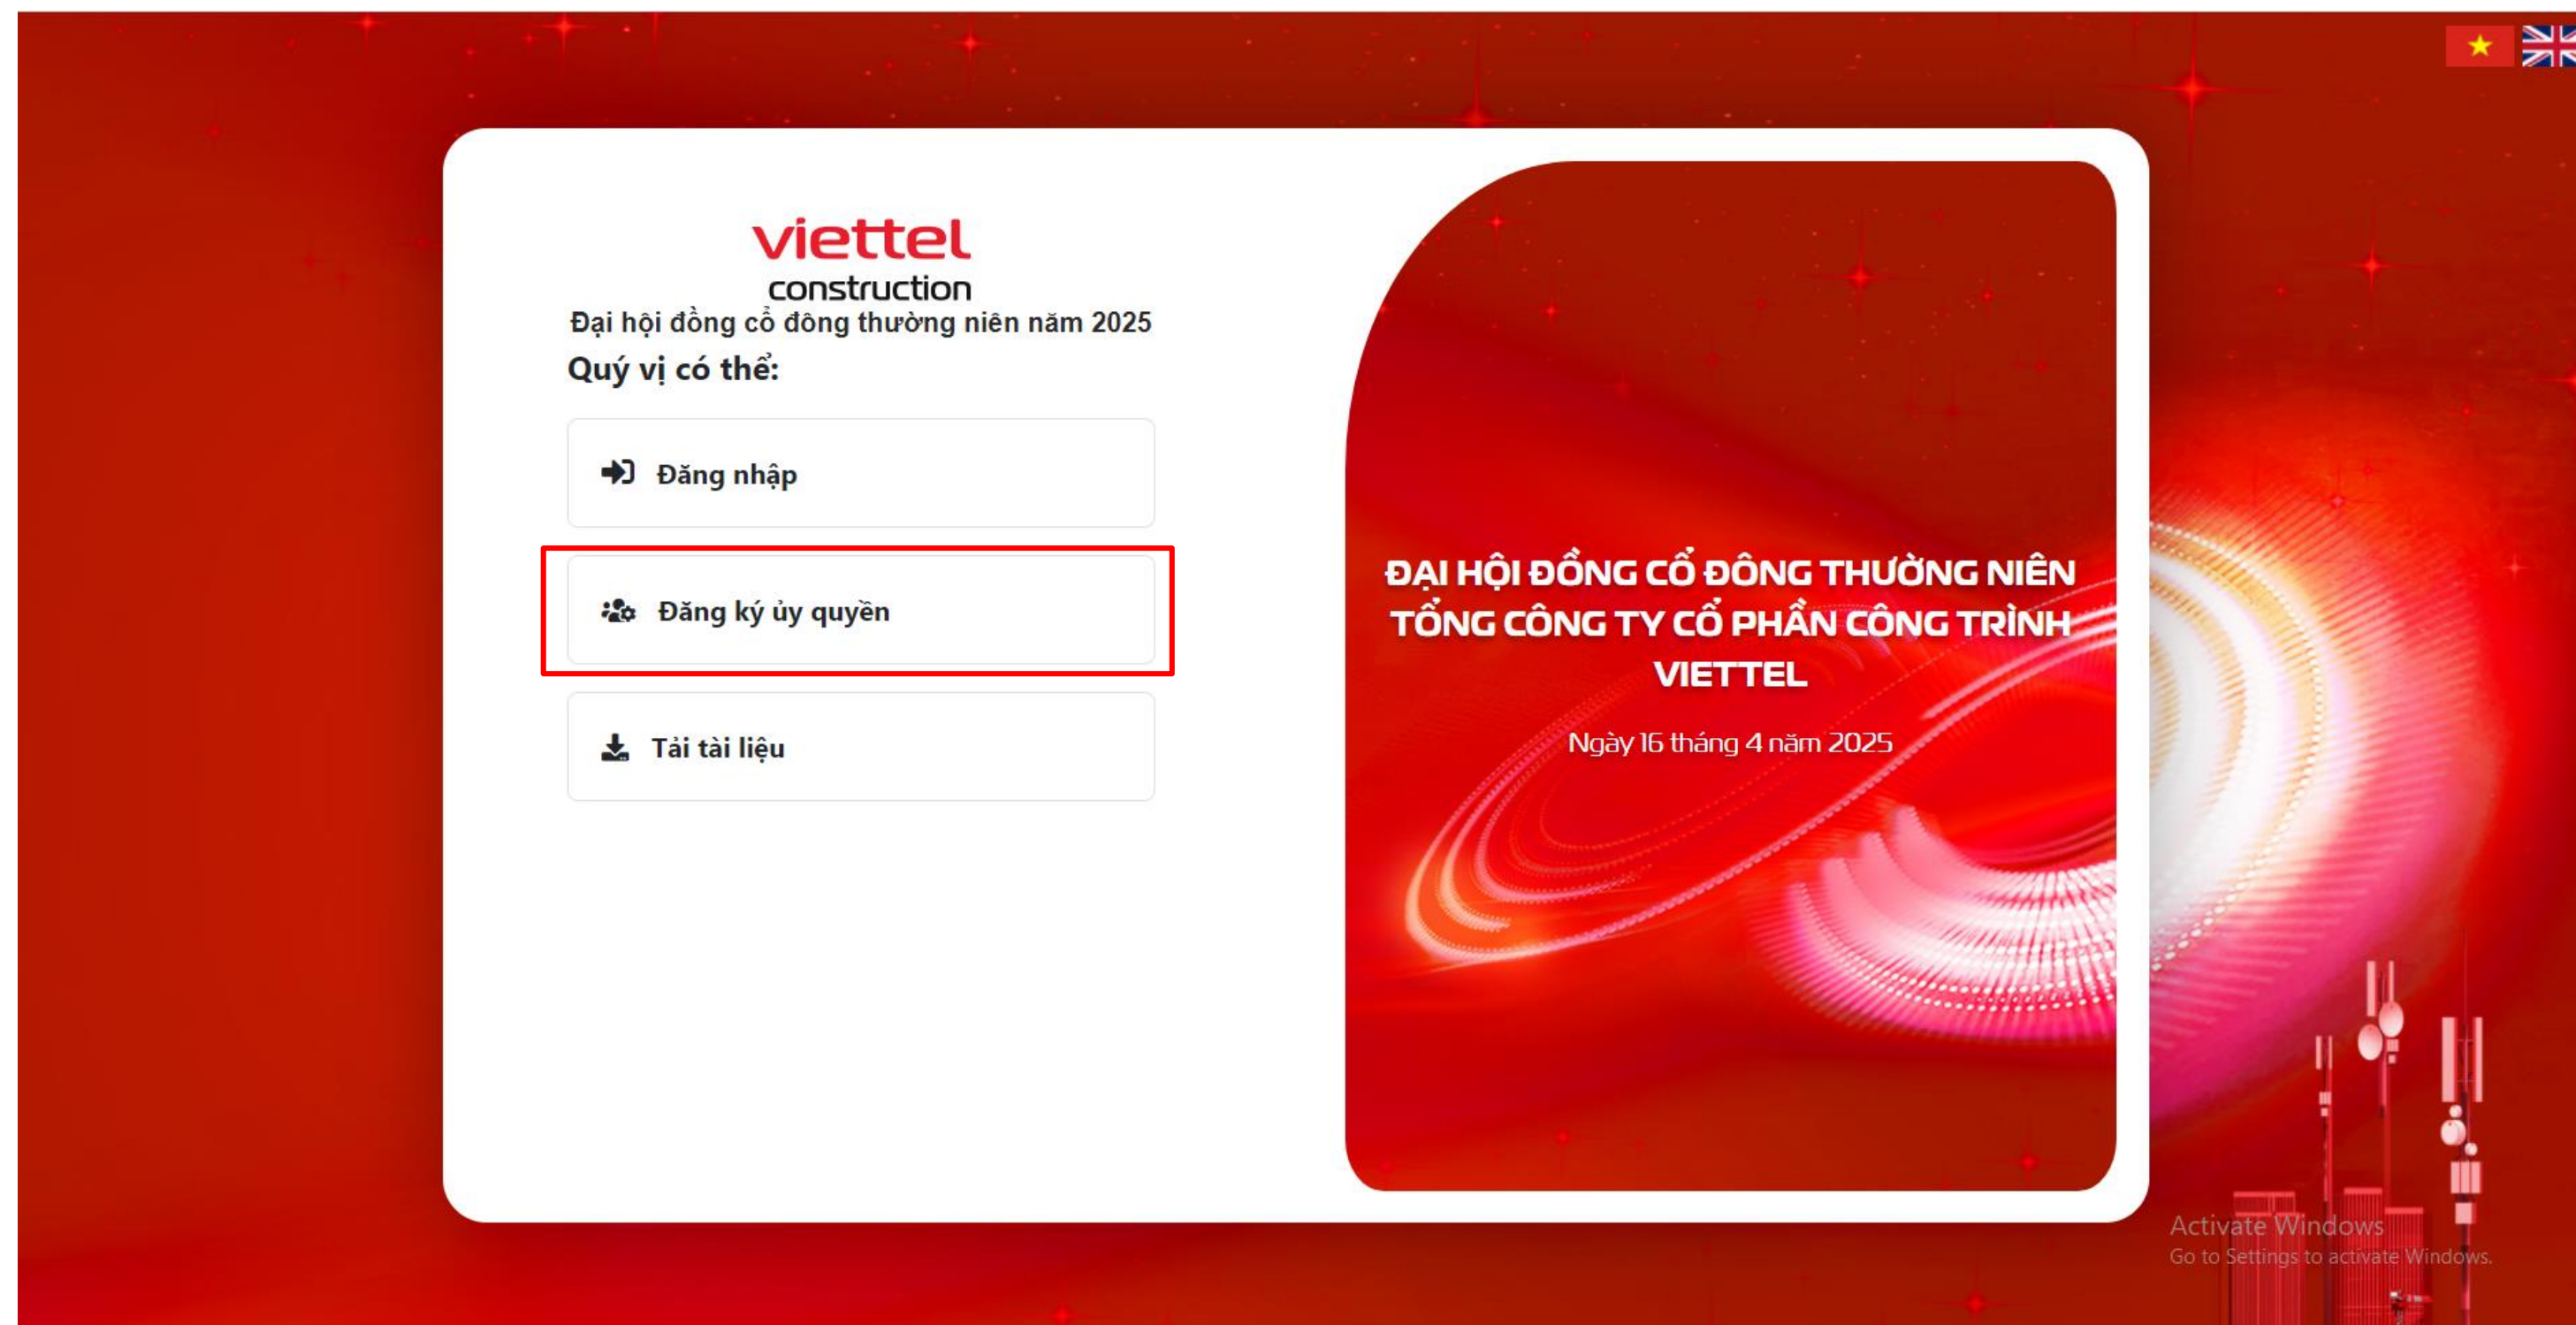 viettel
construction
Đại hội đồng cổ đông thường niên năm 2025
Quý vị có thể:
Đăng nhập
Đăng ký ủy quyền
Tải tài liệu
ĐẠI HỘI ĐỒNG CỔ ĐÔNG THƯỜNG NIÊN
TỔNG CÔNG TY CỔ PHẦN CÔNG TRÌNH
VIETTEL
Ngày 16 tháng 4 năm 2025
Activate Windows
Go to Settings to activate Windows.